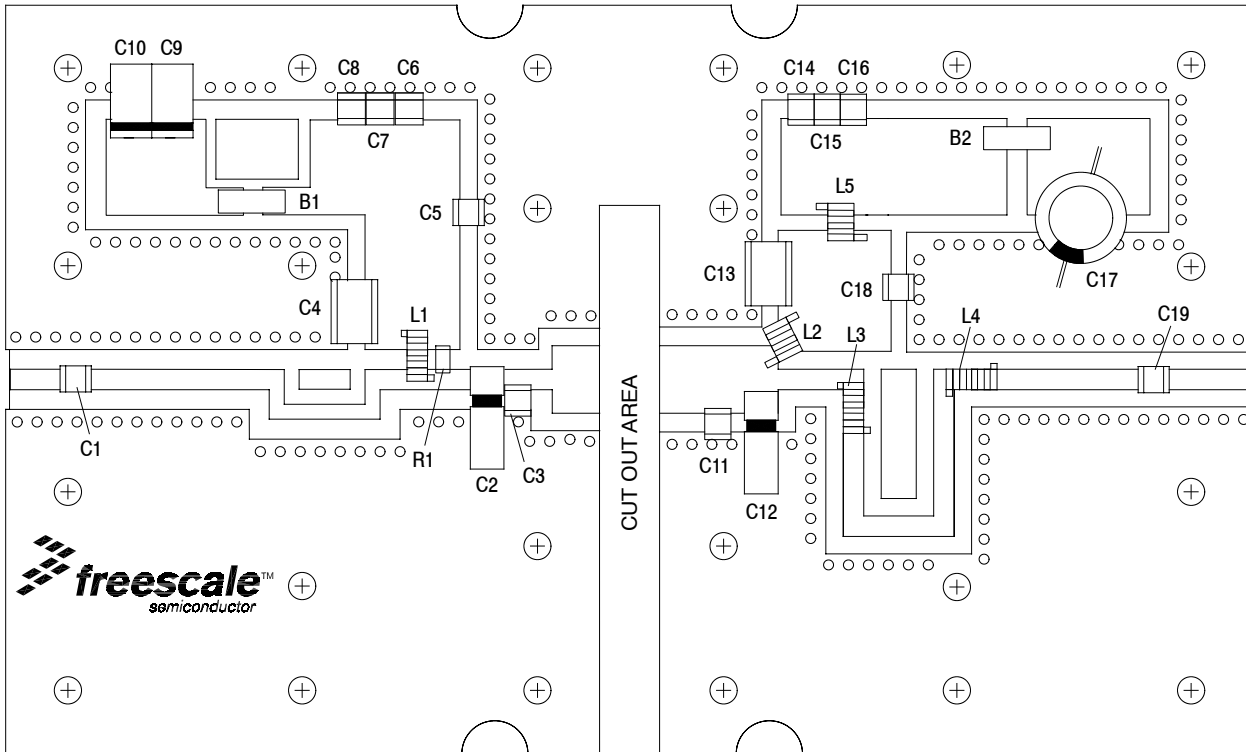 C10 C9
C8 C6
C7
B1
C5
C4
L1
C1
R1
C2
C3
CUT OUT AREA
C14 C16
C15
B2
L5
C13
C18
C17
L2
L3
L4
C19
C11
C12
freescale™
semiconductor